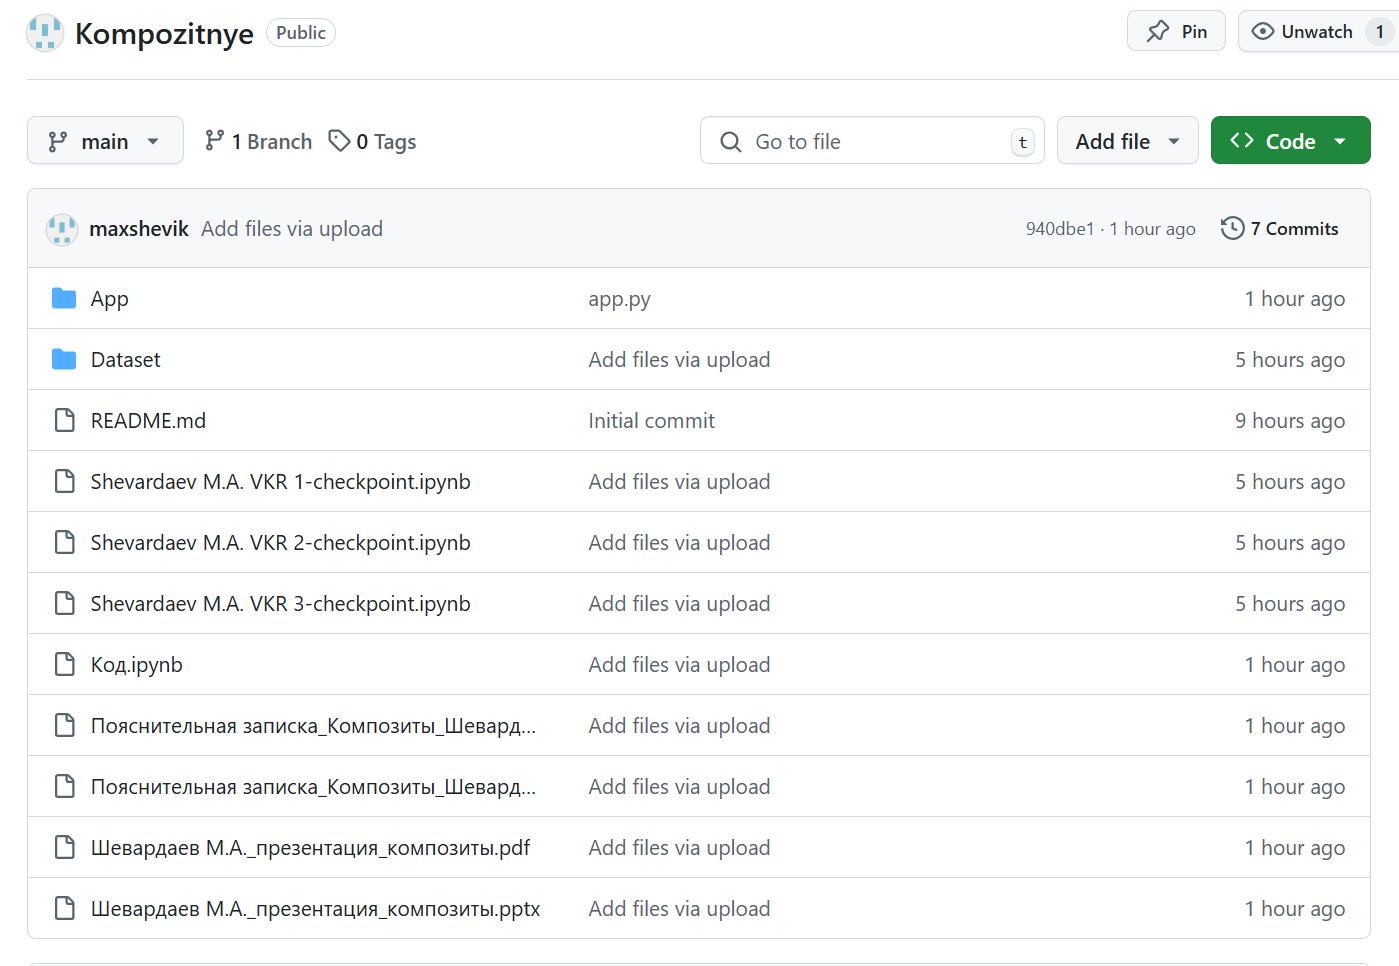 Kompozitnye Public Pin Unwatch 1
main 1 Branch 0 Tags Go to file t Add file Code
maxshevik Add files via upload 940dbe1 · 1 hour ago 7 Commits
App app.py 1 hour ago
Dataset Add files via upload 5 hours ago
README.md Initial commit 9 hours ago
Shevardaev M.A. VKR 1-checkpoint.ipynb Add files via upload 5 hours ago
Shevardaev M.A. VKR 2-checkpoint.ipynb Add files via upload 5 hours ago
Shevardaev M.A. VKR 3-checkpoint.ipynb Add files via upload 5 hours ago
Код.ipynb Add files via upload 1 hour ago
Пояснительная записка_Композиты_Шевард... Add files via upload 1 hour ago
Пояснительная записка_Композиты_Шевард... Add files via upload 1 hour ago
Шевардаев М.А._презентация_композиты.pdf Add files via upload 1 hour ago
Шевардаев М.А._презентация_композиты.pptx Add files via upload 1 hour ago